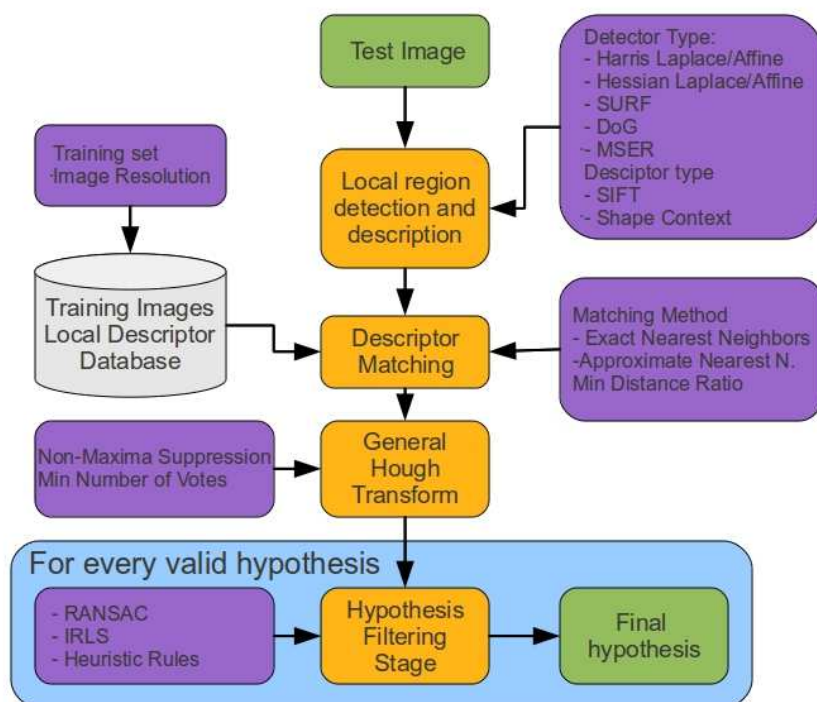 Test Image
Detector Type:
- Harris Laplace/Affine
- Hessian Laplace/Affine
- SURF
- DoG
- MSER
Desciptor type
- SIFT
- Shape Context
Training set
-Image Resolution
Local region
detection and
description
Training Images
Local Descriptor
Database
Descriptor
Matching
Matching Method
- Exact Nearest Neighbors
-Approximate Nearest N.
Min Distance Ratio
Non-Maxima Suppression
Min Number of Votes
General
Hough
Transform
For every valid hypothesis
- RANSAC
- IRLS
- Heuristic Rules
Hypothesis
Filtering
Stage
Final
hypothesis